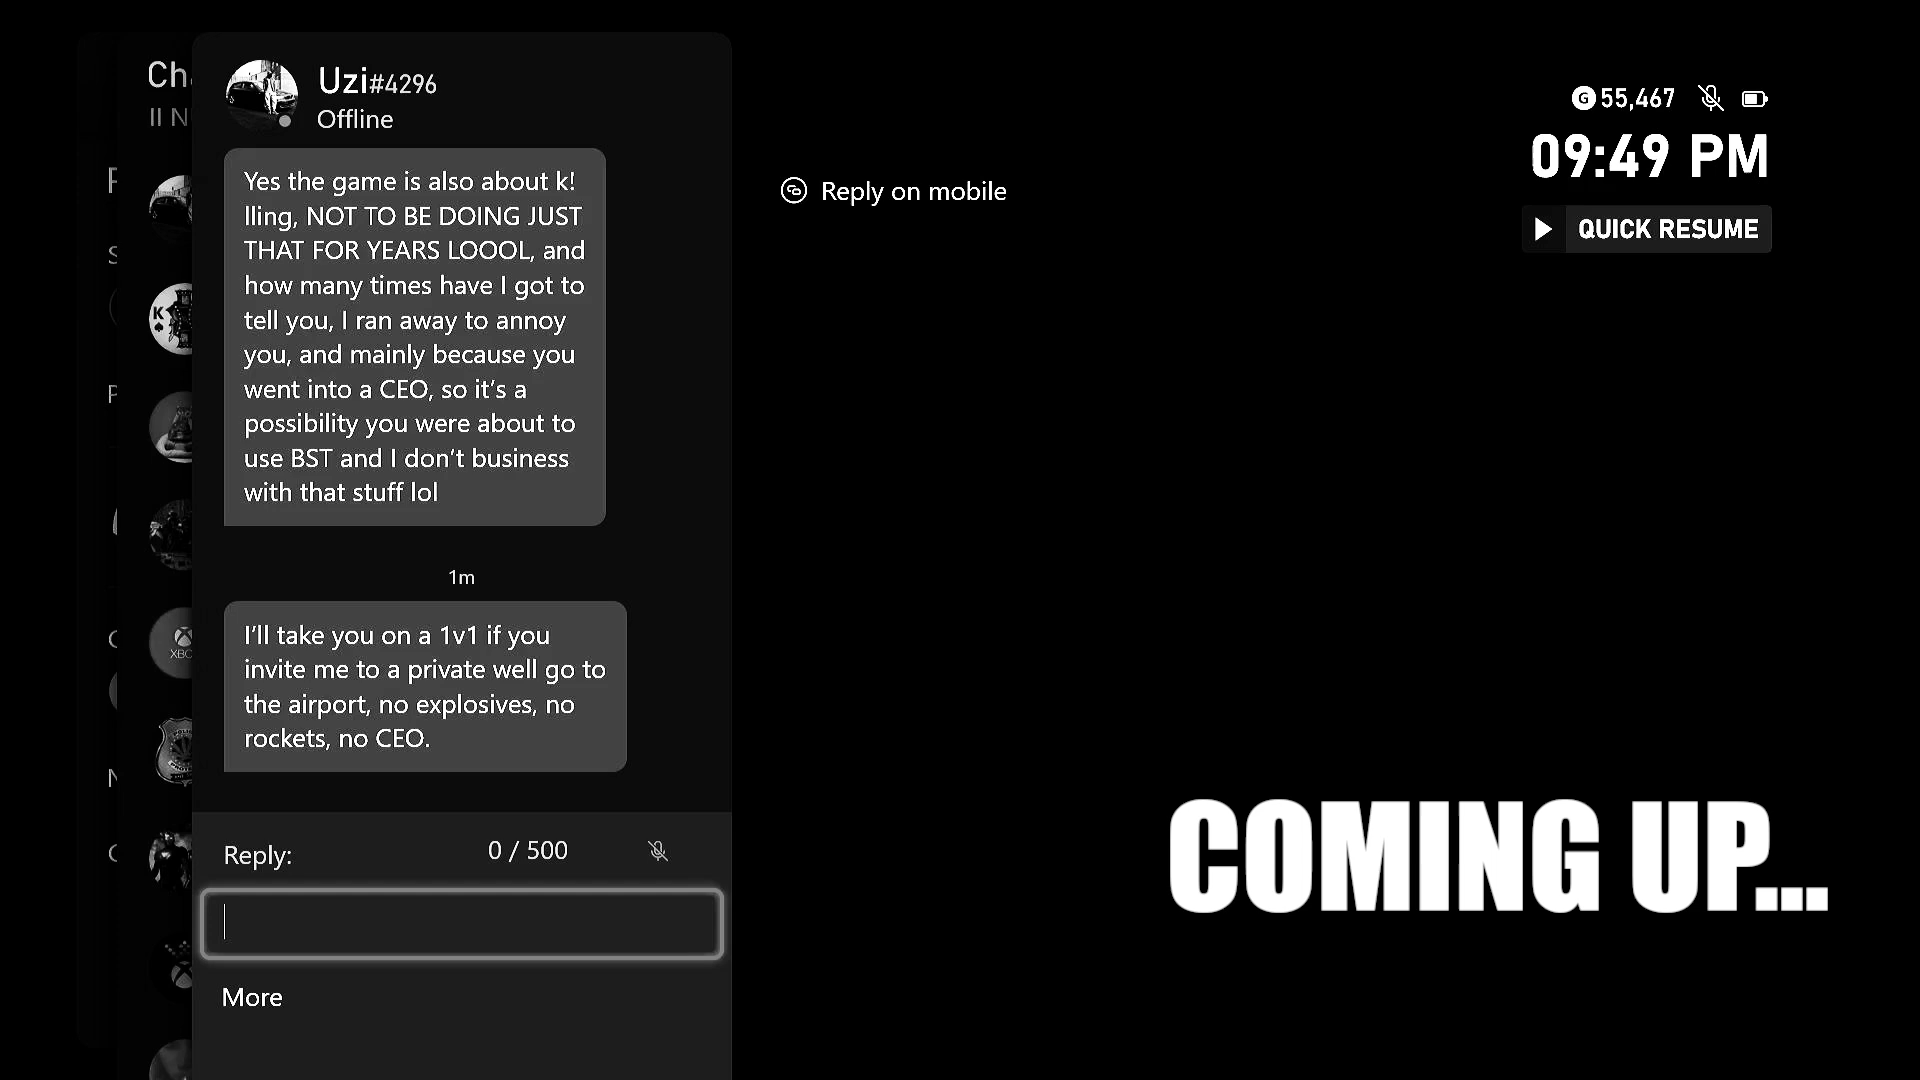 Ch
II N
Uzi#4296
Offline
Yes the game is also about k!
lling, NOT TO BE DOING JUST
THAT FOR YEARS LOOOL, and
how many times have I got to
tell you, I ran away to annoy
you, and mainly because you
went into a CEO, so it's a
possibility you were about to
use BST and I don't business
with that stuff lol
1m
I'll take you on a 1v1 if you
invite me to a private well go to
the airport, no explosives, no
rockets, no CEO.
Reply:
0 / 500
More
Reply on mobile
G 55,467
09:49 PM
QUICK RESUME
COMING UP...
K
XBO